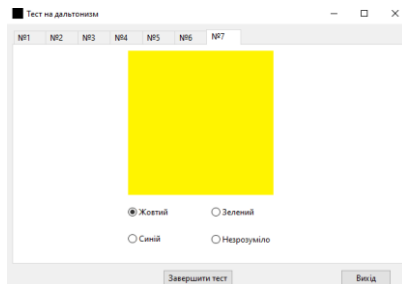 Тест на дальтонизм
№1 №2 №3 №4 №5 №6 №7
Жовтий Зелений
Синій Незрозуміло
Завершити тест Вихід